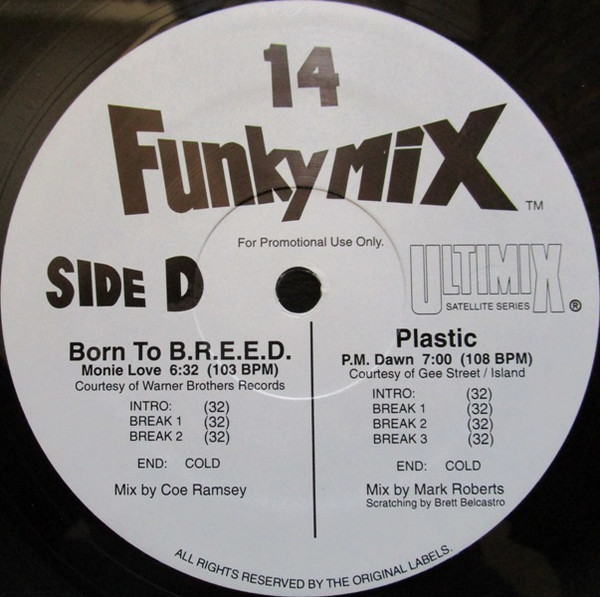 14
FunkymiX
TM
For Promotional Use Only.
SIDE D
ULTIMIX
SATELLITE SERIES
®
Born To B.R.E.E.D.
Monie Love 6:32 (103 BPM)
Courtesy of Warner Brothers Records
INTRO: (32)
BREAK 1 (32)
BREAK 2 (32)
END: COLD
Mix by Coe Ramsey
Plastic
P.M. Dawn 7:00 (108 BPM)
Courtesy of Gee Street / Island
INTRO: (32)
BREAK 1 (32)
BREAK 2 (32)
BREAK 3 (32)
END: COLD
Mix by Mark Roberts
Scratching by Brett Belcastro
ALL RIGHTS RESERVED BY THE ORIGINAL LABELS.